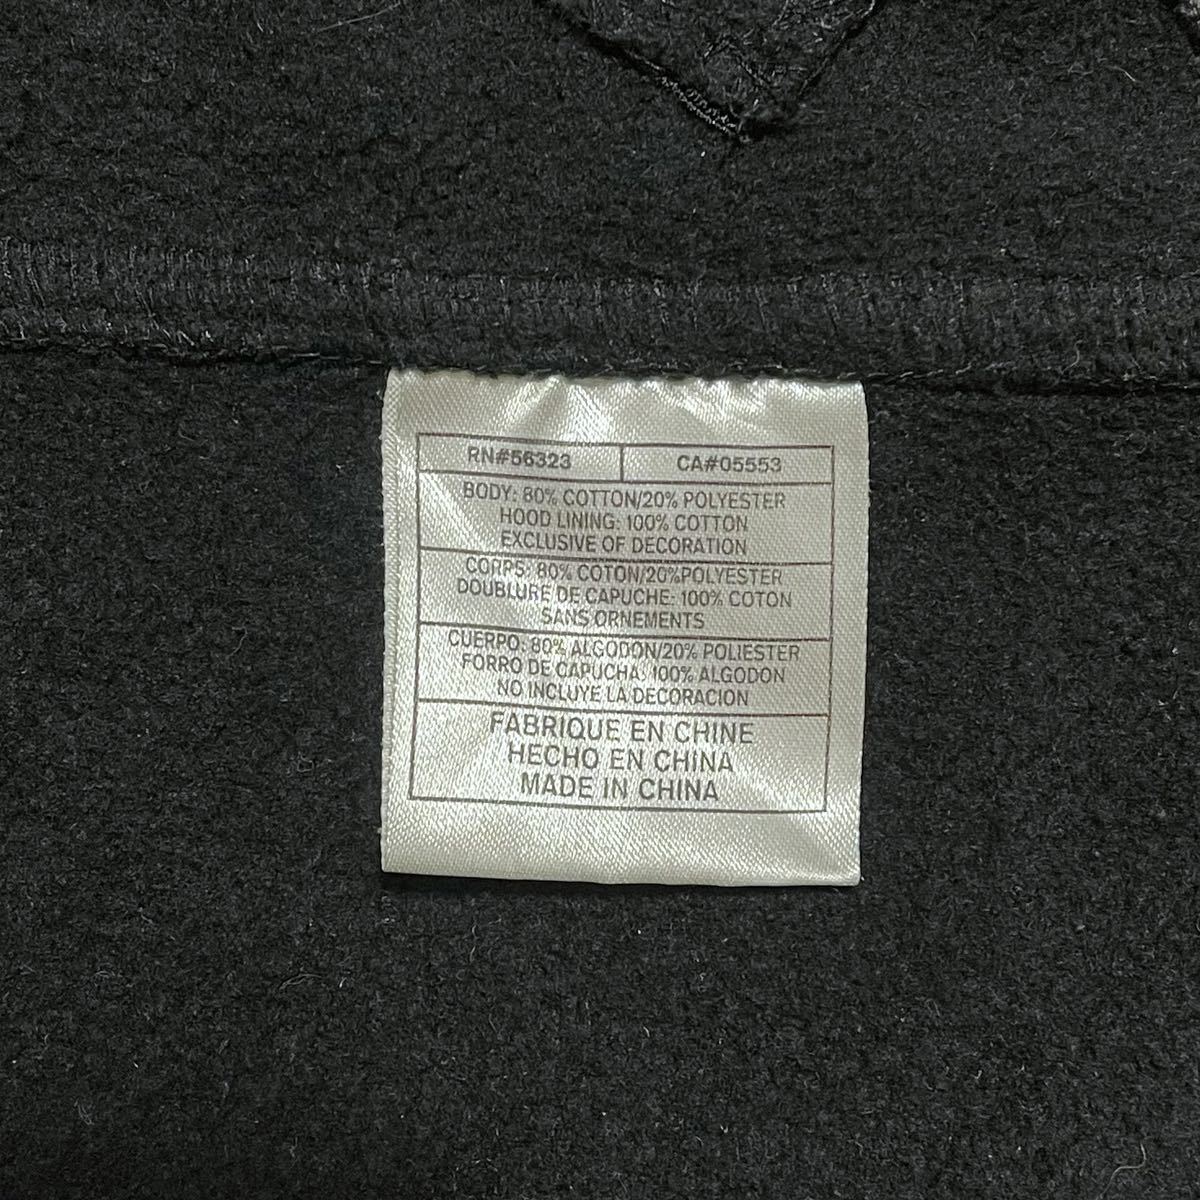 RN#56323 CA#05553
BODY: 80% COTTON/20% POLYESTER
HOOD LINING: 100% COTTON
EXCLUSIVE OF DECORATION
CORPS: 80% COTON/20%POLYESTER
DOUBLURE DE CAPUCHE: 100% COTON
SANS ORNEMENTS
CUERPO: 80% ALGODON/20% POLIESTER
FORRO DE CAPUCHA: 100% ALGODON
NO INCLUYE LA DECORACION
FABRIQUE EN CHINE
HECHO EN CHINA
MADE IN CHINA